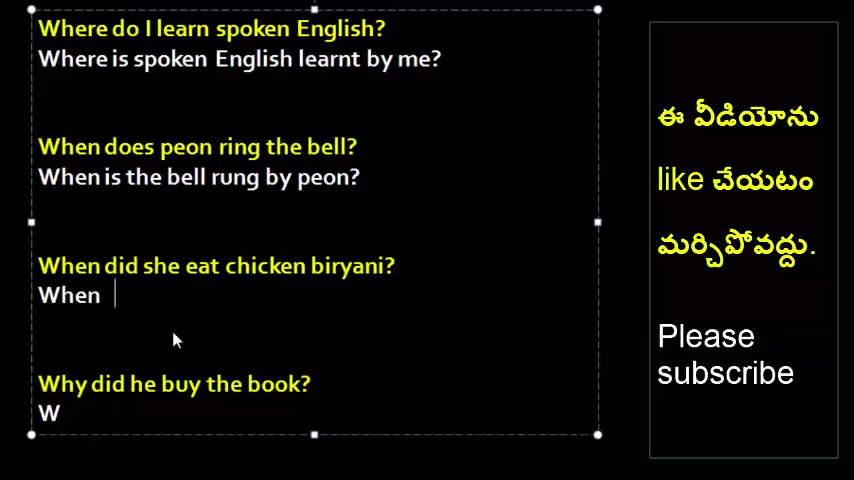 Where do I learn spoken English?
Where is spoken English learnt by me?
When does peon ring the bell?
When is the bell rung by peon?
When did she eat chicken biryani?
When
Why did he buy the book?
W
ఈ వీడియోను
like చేయటం
మర్చిపోవద్దు.
Please
subscribe